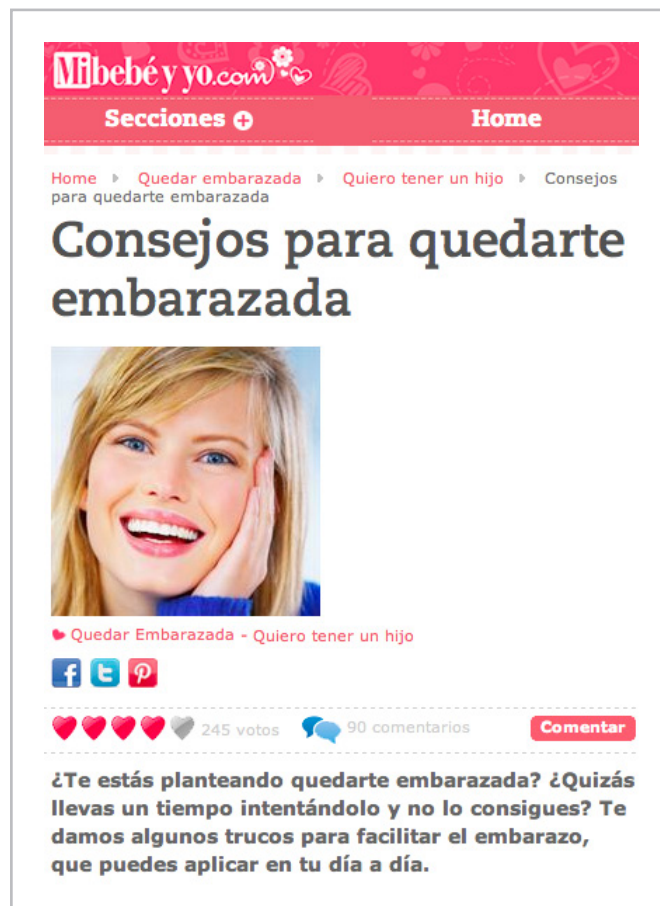 Mibebé y yo.com
Secciones Home
Home Quedar embarazada Quiero tener un hijo Consejos
para quedarte embarazada
Consejos para quedarte
embarazada
Quedar Embarazada - Quiero tener un hijo
245 votos 90 comentarios Comentar
¿Te estás planteando quedarte embarazada? ¿Quizás
llevas un tiempo intentándolo y no lo consigues? Te
damos algunos trucos para facilitar el embarazo,
que puedes aplicar en tu día a día.